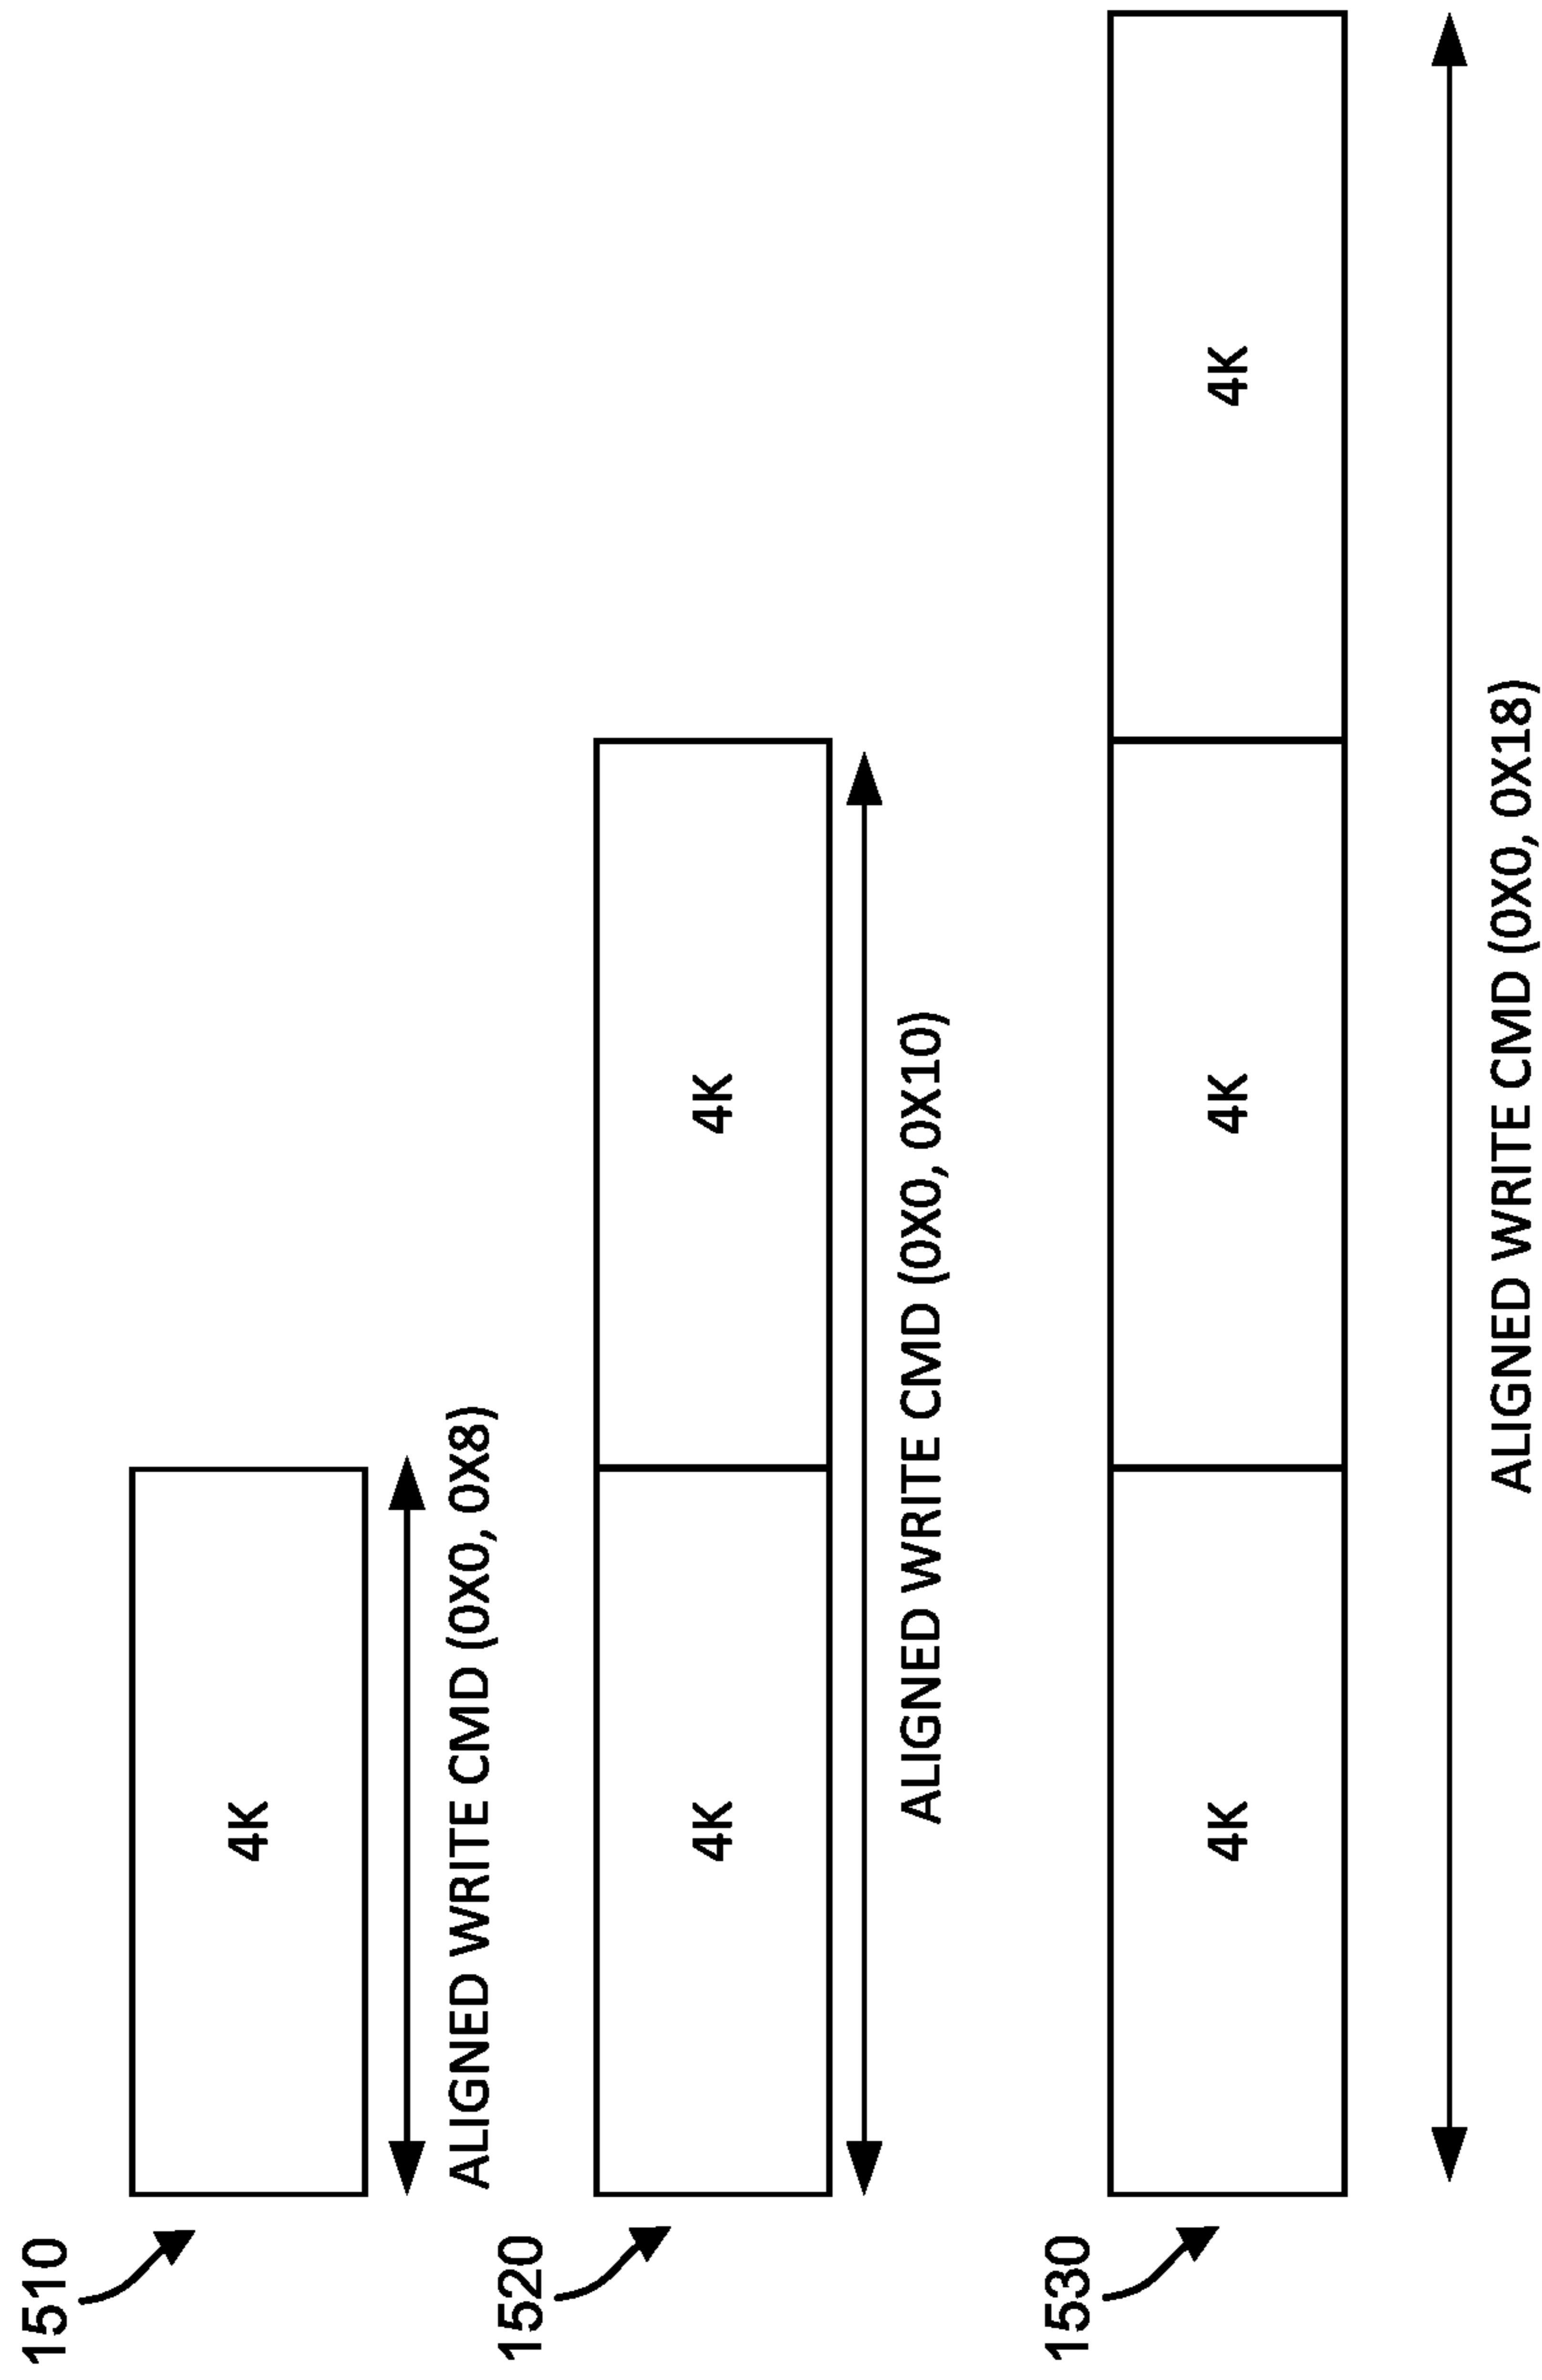 1510
4K
ALIGNED WRITE CMD (0X0, 0X8)
1520
4K
4K
ALIGNED WRITE CMD (0X0, 0X10)
1530
4K
4K
4K
ALIGNED WRITE CMD (0X0, 0X18)